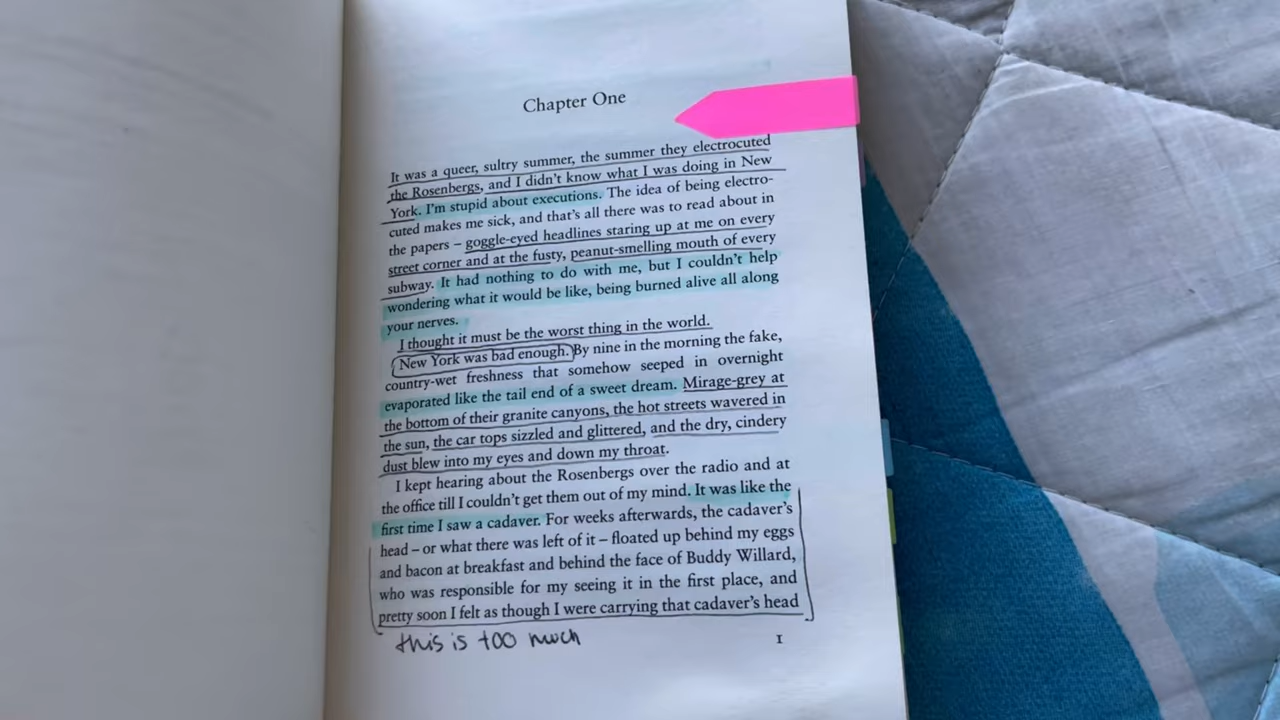 Chapter One
It was a queer, sultry summer, the summer they electrocuted
the Rosenbergs, and I didn't know what I was doing in New
York. I'm stupid about executions. The idea of being electro-
cuted makes me sick, and that's all there was to read about in
the papers – goggle-eyed headlines staring up at me on every
street corner and at the fusty, peanut-smelling mouth of every
subway. It had nothing to do with me, but I couldn't help
wondering what it would be like, being burned alive all along
your nerves.
I thought it must be the worst thing in the world.
New York was bad enough. By nine in the morning the fake,
country-wet freshness that somehow seeped in overnight
evaporated like the tail end of a sweet dream. Mirage-grey at
the bottom of their granite canyons, the hot streets wavered in
the sun, the car tops sizzled and glittered, and the dry, cindery
dust blew into my eyes and down my throat.
I kept hearing about the Rosenbergs over the radio and at
the office till I couldn't get them out of my mind. It was like the
first time I saw a cadaver. For weeks afterwards, the cadaver's
head – or what there was left of it – floated up behind my eggs
and bacon at breakfast and behind the face of Buddy Willard,
who was responsible for my seeing it in the first place, and
pretty soon I felt as though I were carrying that cadaver's head
this is too much
1